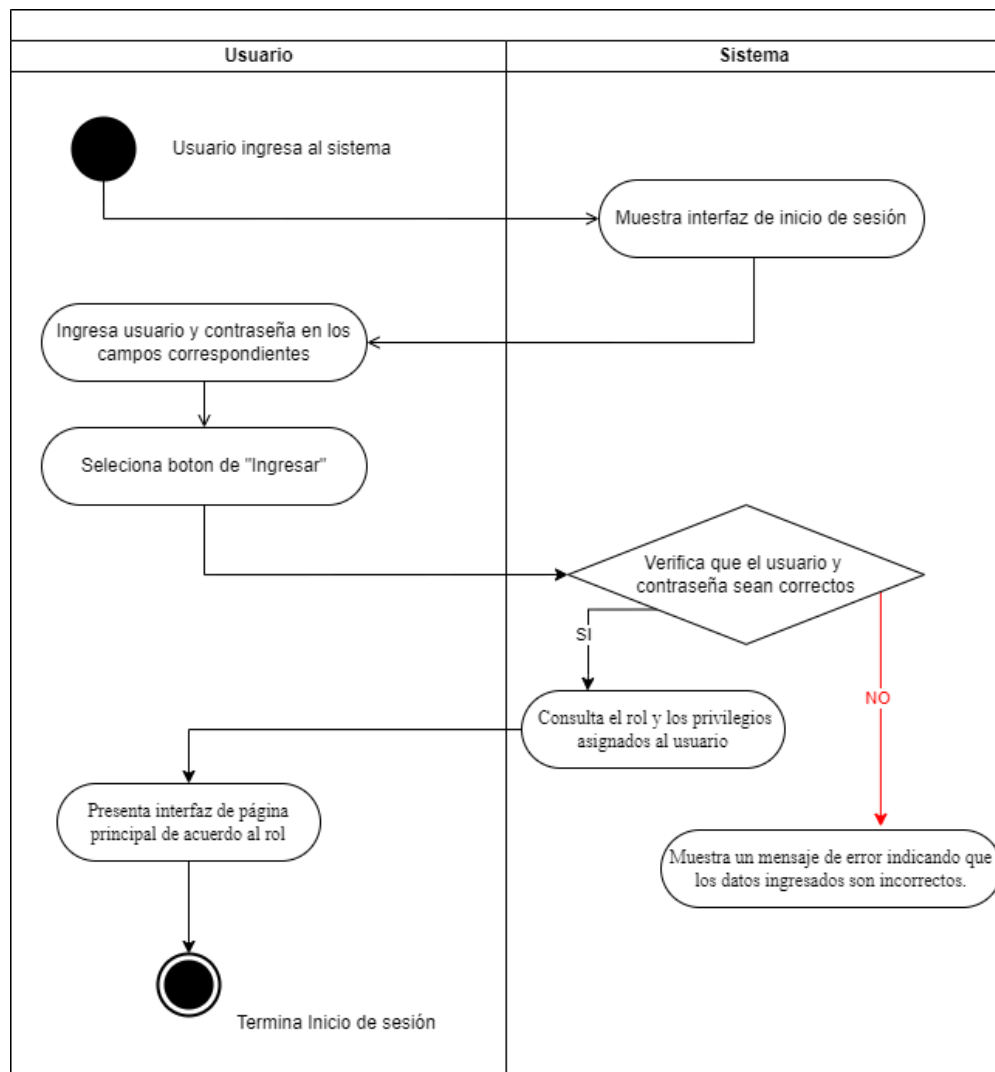 Usuario
Sistema
Usuario ingresa al sistema
Muestra interfaz de inicio de sesión
Ingresa usuario y contraseña en los
campos correspondientes
Seleciona boton de "Ingresar"
Verifica que el usuario y
contraseña sean correctos
SI
NO
Consulta el rol y los privilegios
asignados al usuario
Presenta interfaz de página
principal de acuerdo al rol
Muestra un mensaje de error indicando que
los datos ingresados son incorrectos.
Termina Inicio de sesión